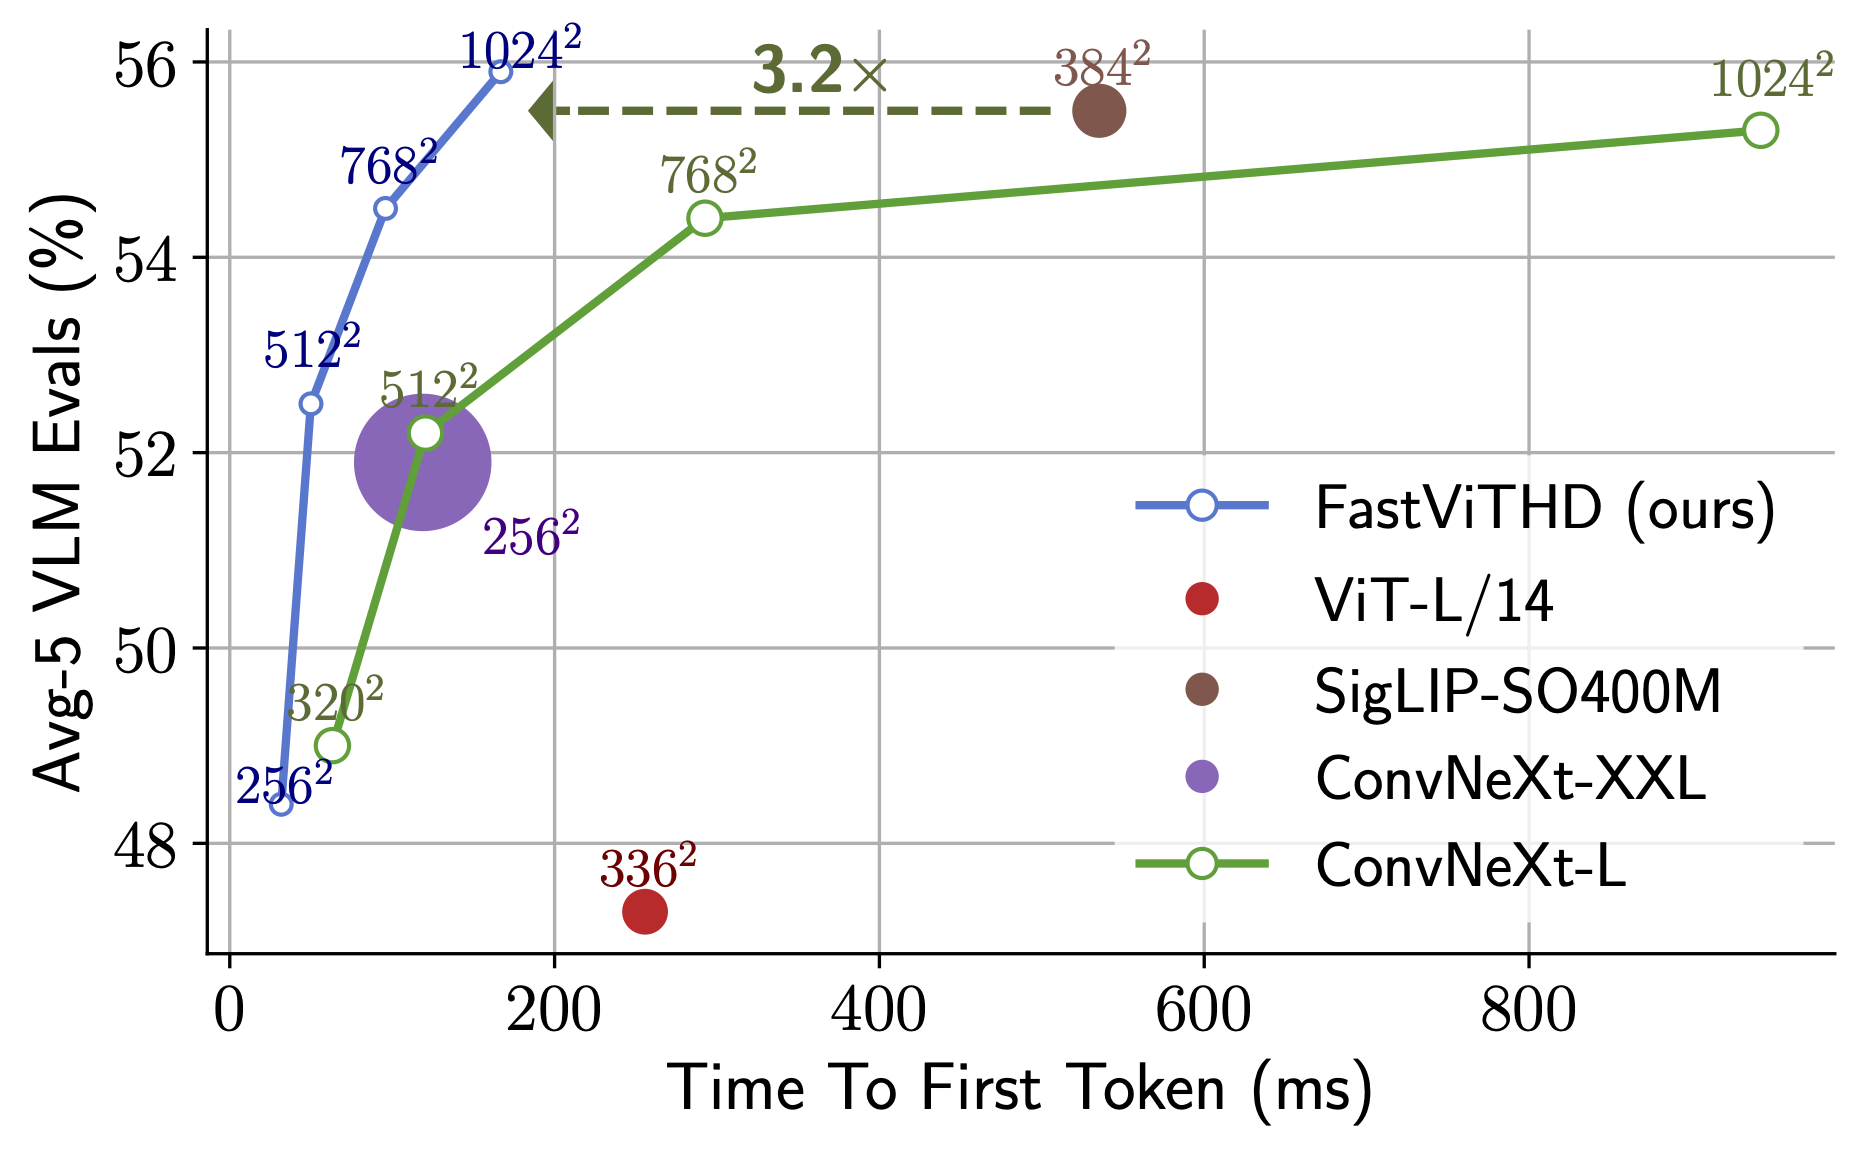 1024²
3.2×
384²
1024²
56
768²
768²
54
512²
512²
52
256²
50
320²
256²
48
336²
Avg-5 VLM Evals (%)
FastViTHD (ours)
ViT-L/14
SigLIP-SO400M
ConvNeXt-XXL
ConvNeXt-L
0 200 400 600 800
Time To First Token (ms)